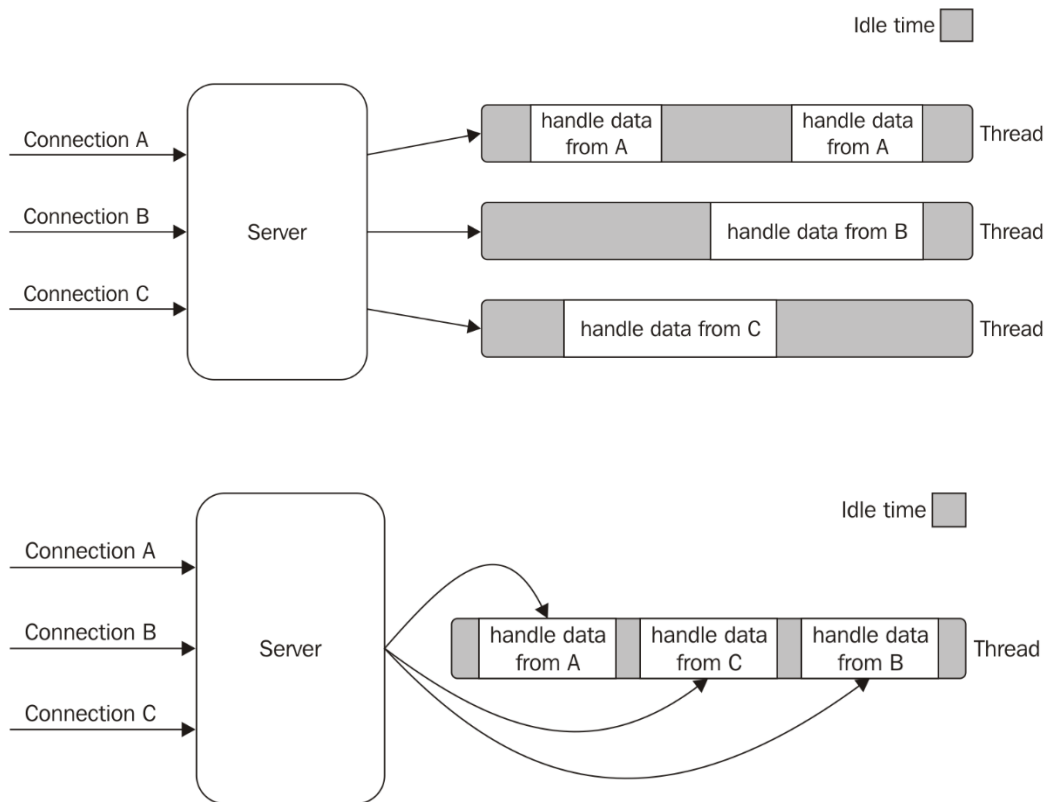 Idle time
Connection A
Connection B
Connection C
Server
handle data
from A
handle data
from A
Thread
handle data from B
Thread
handle data from C
Thread
Idle time
Connection A
Connection B
Connection C
Server
handle data
from A
handle data
from C
handle data
from B
Thread